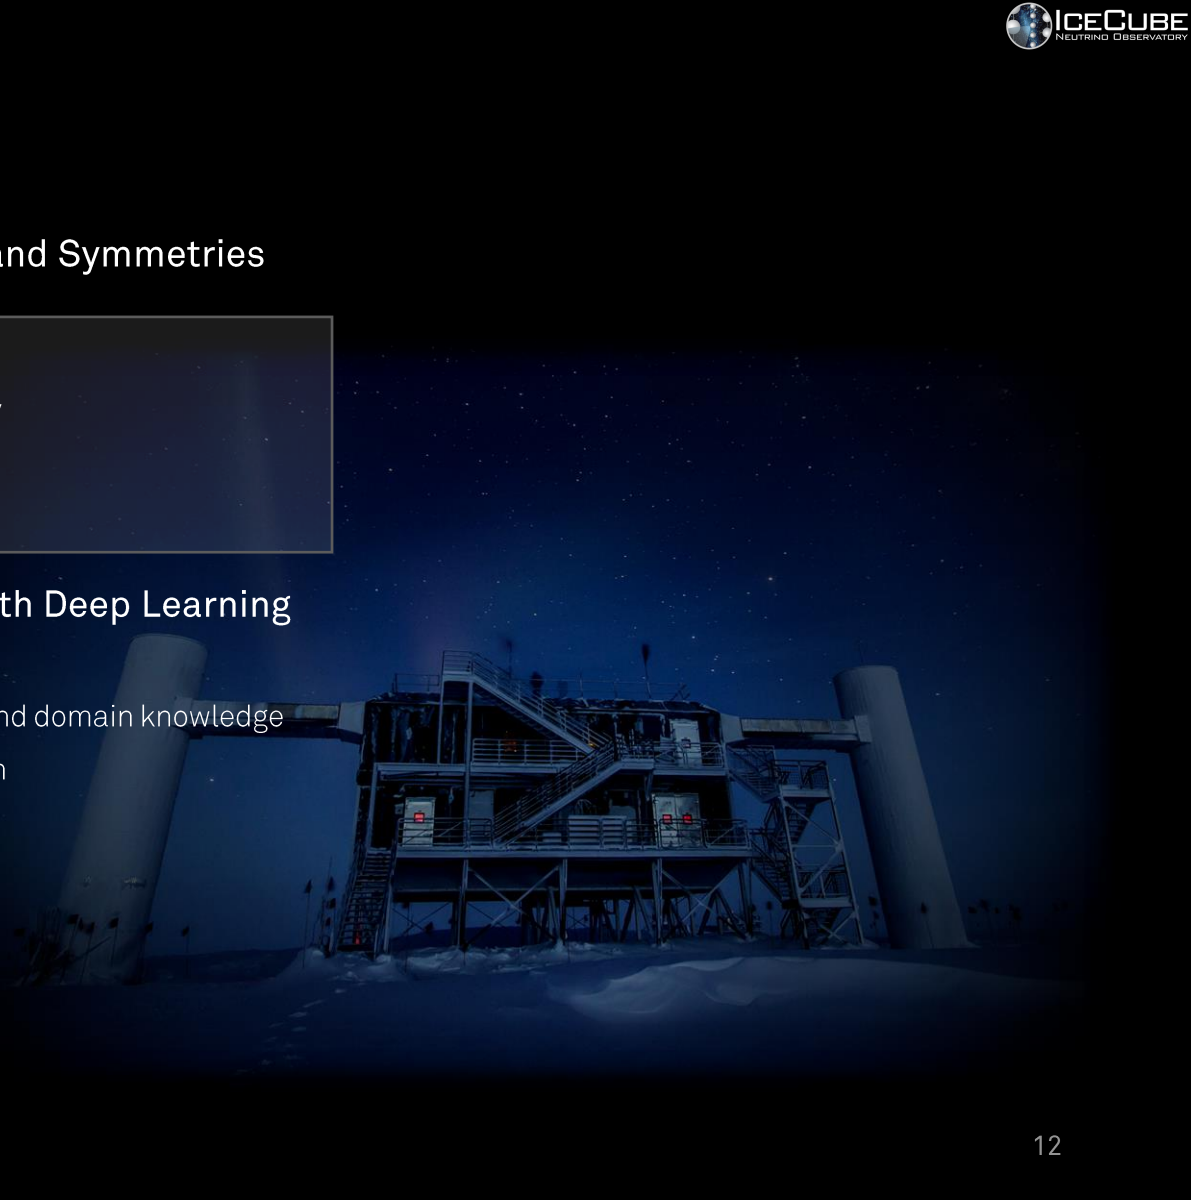 ICECUBE
NEUTRINO OBSERVATORY
and Symmetries
th Deep Learning
nd domain knowledge
12